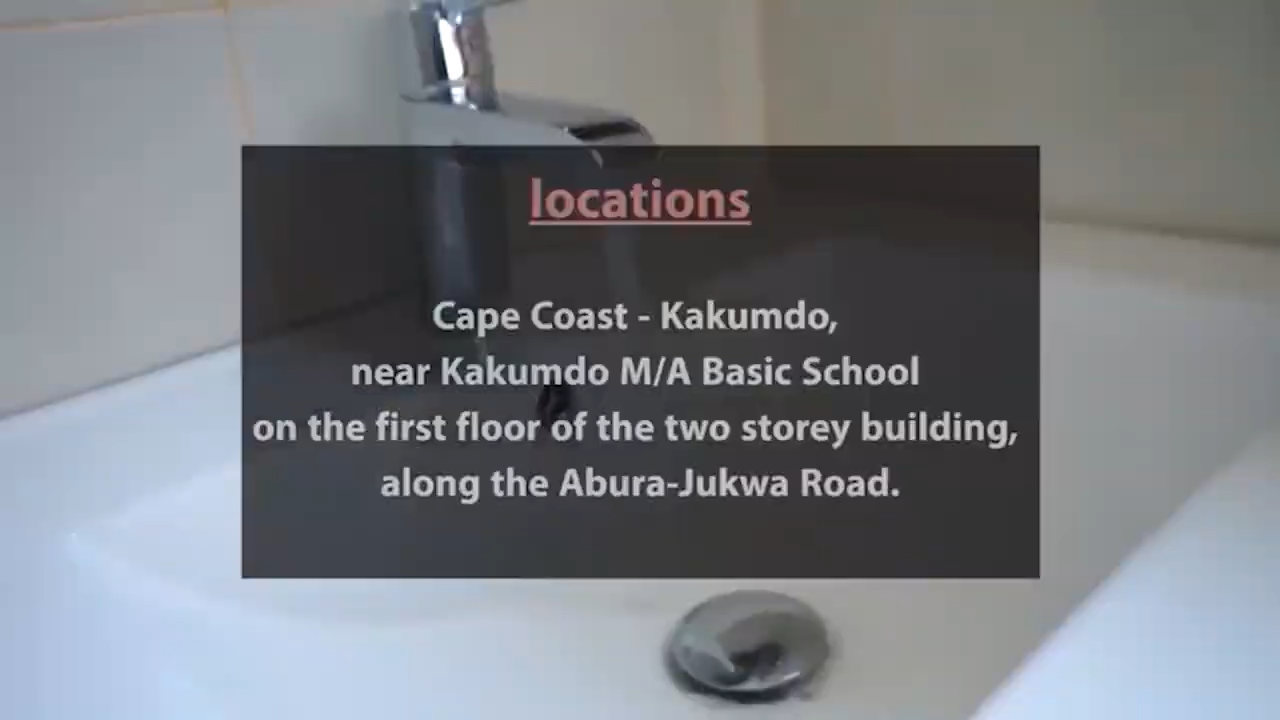 locations
Cape Coast - Kakumdo,
near Kakumdo M/A Basic School
on the first floor of the two storey building,
along the Abura-Jukwa Road.